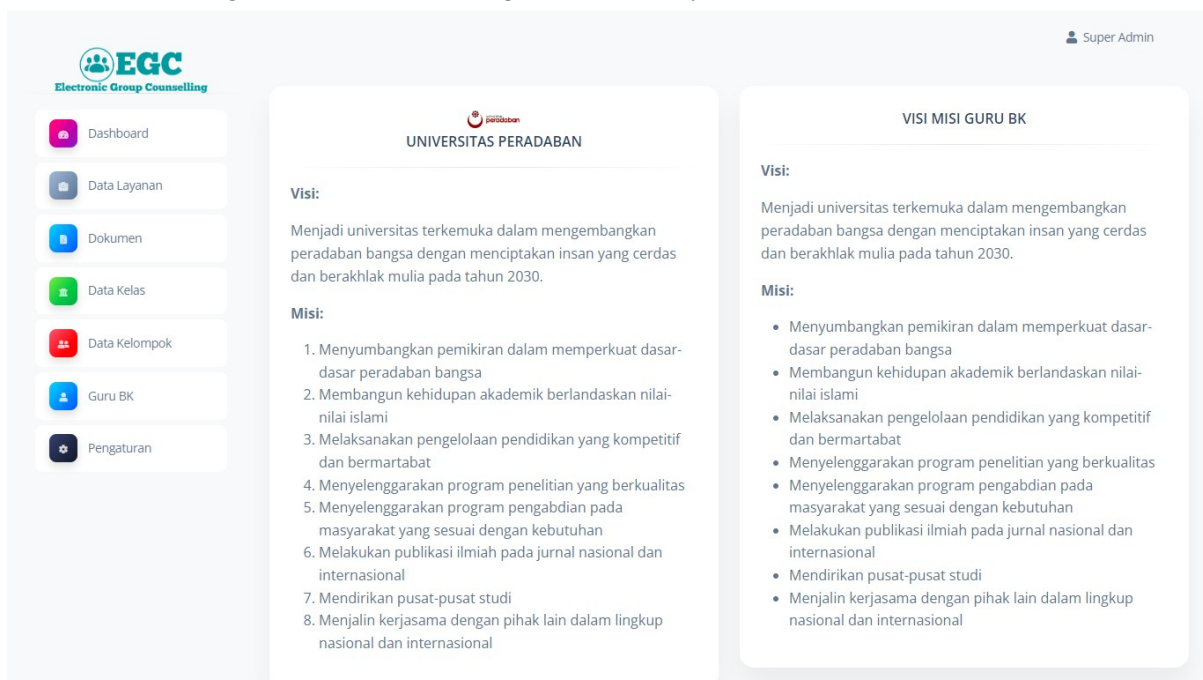 Super Admin
EGC
Electronic Group Counselling
Dashboard
Data Layanan
Dokumen
Data Kelas
Data Kelompok
Guru BK
Pengaturan
peradaban
UNIVERSITAS PERADABAN
Visi:
Menjadi universitas terkemuka dalam mengembangkan
peradaban bangsa dengan menciptakan insan yang cerdas
dan berakhlak mulia pada tahun 2030.
Misi:
1. Menyumbangkan pemikiran dalam memperkuat dasar-
dasar peradaban bangsa
2. Membangun kehidupan akademik berlandaskan nilai-
nilai islami
3. Melaksanakan pengelolaan pendidikan yang kompetitif
dan bermartabat
4. Menyelenggarakan program penelitian yang berkualitas
5. Menyelenggarakan program pengabdian pada
masyarakat yang sesuai dengan kebutuhan
6. Melakukan publikasi ilmiah pada jurnal nasional dan
internasional
7. Mendirikan pusat-pusat studi
8. Menjalin kerjasama dengan pihak lain dalam lingkup
nasional dan internasional
VISI MISI GURU BK
Visi:
Menjadi universitas terkemuka dalam mengembangkan
peradaban bangsa dengan menciptakan insan yang cerdas
dan berakhlak mulia pada tahun 2030.
Misi:
• Menyumbangkan pemikiran dalam memperkuat dasar-
dasar peradaban bangsa
• Membangun kehidupan akademik berlandaskan nilai-
nilai islami
• Melaksanakan pengelolaan pendidikan yang kompetitif
dan bermartabat
• Menyelenggarakan program penelitian yang berkualitas
• Menyelenggarakan program pengabdian pada
masyarakat yang sesuai dengan kebutuhan
• Melakukan publikasi ilmiah pada jurnal nasional dan
internasional
• Mendirikan pusat-pusat studi
• Menjalin kerjasama dengan pihak lain dalam lingkup
nasional dan internasional